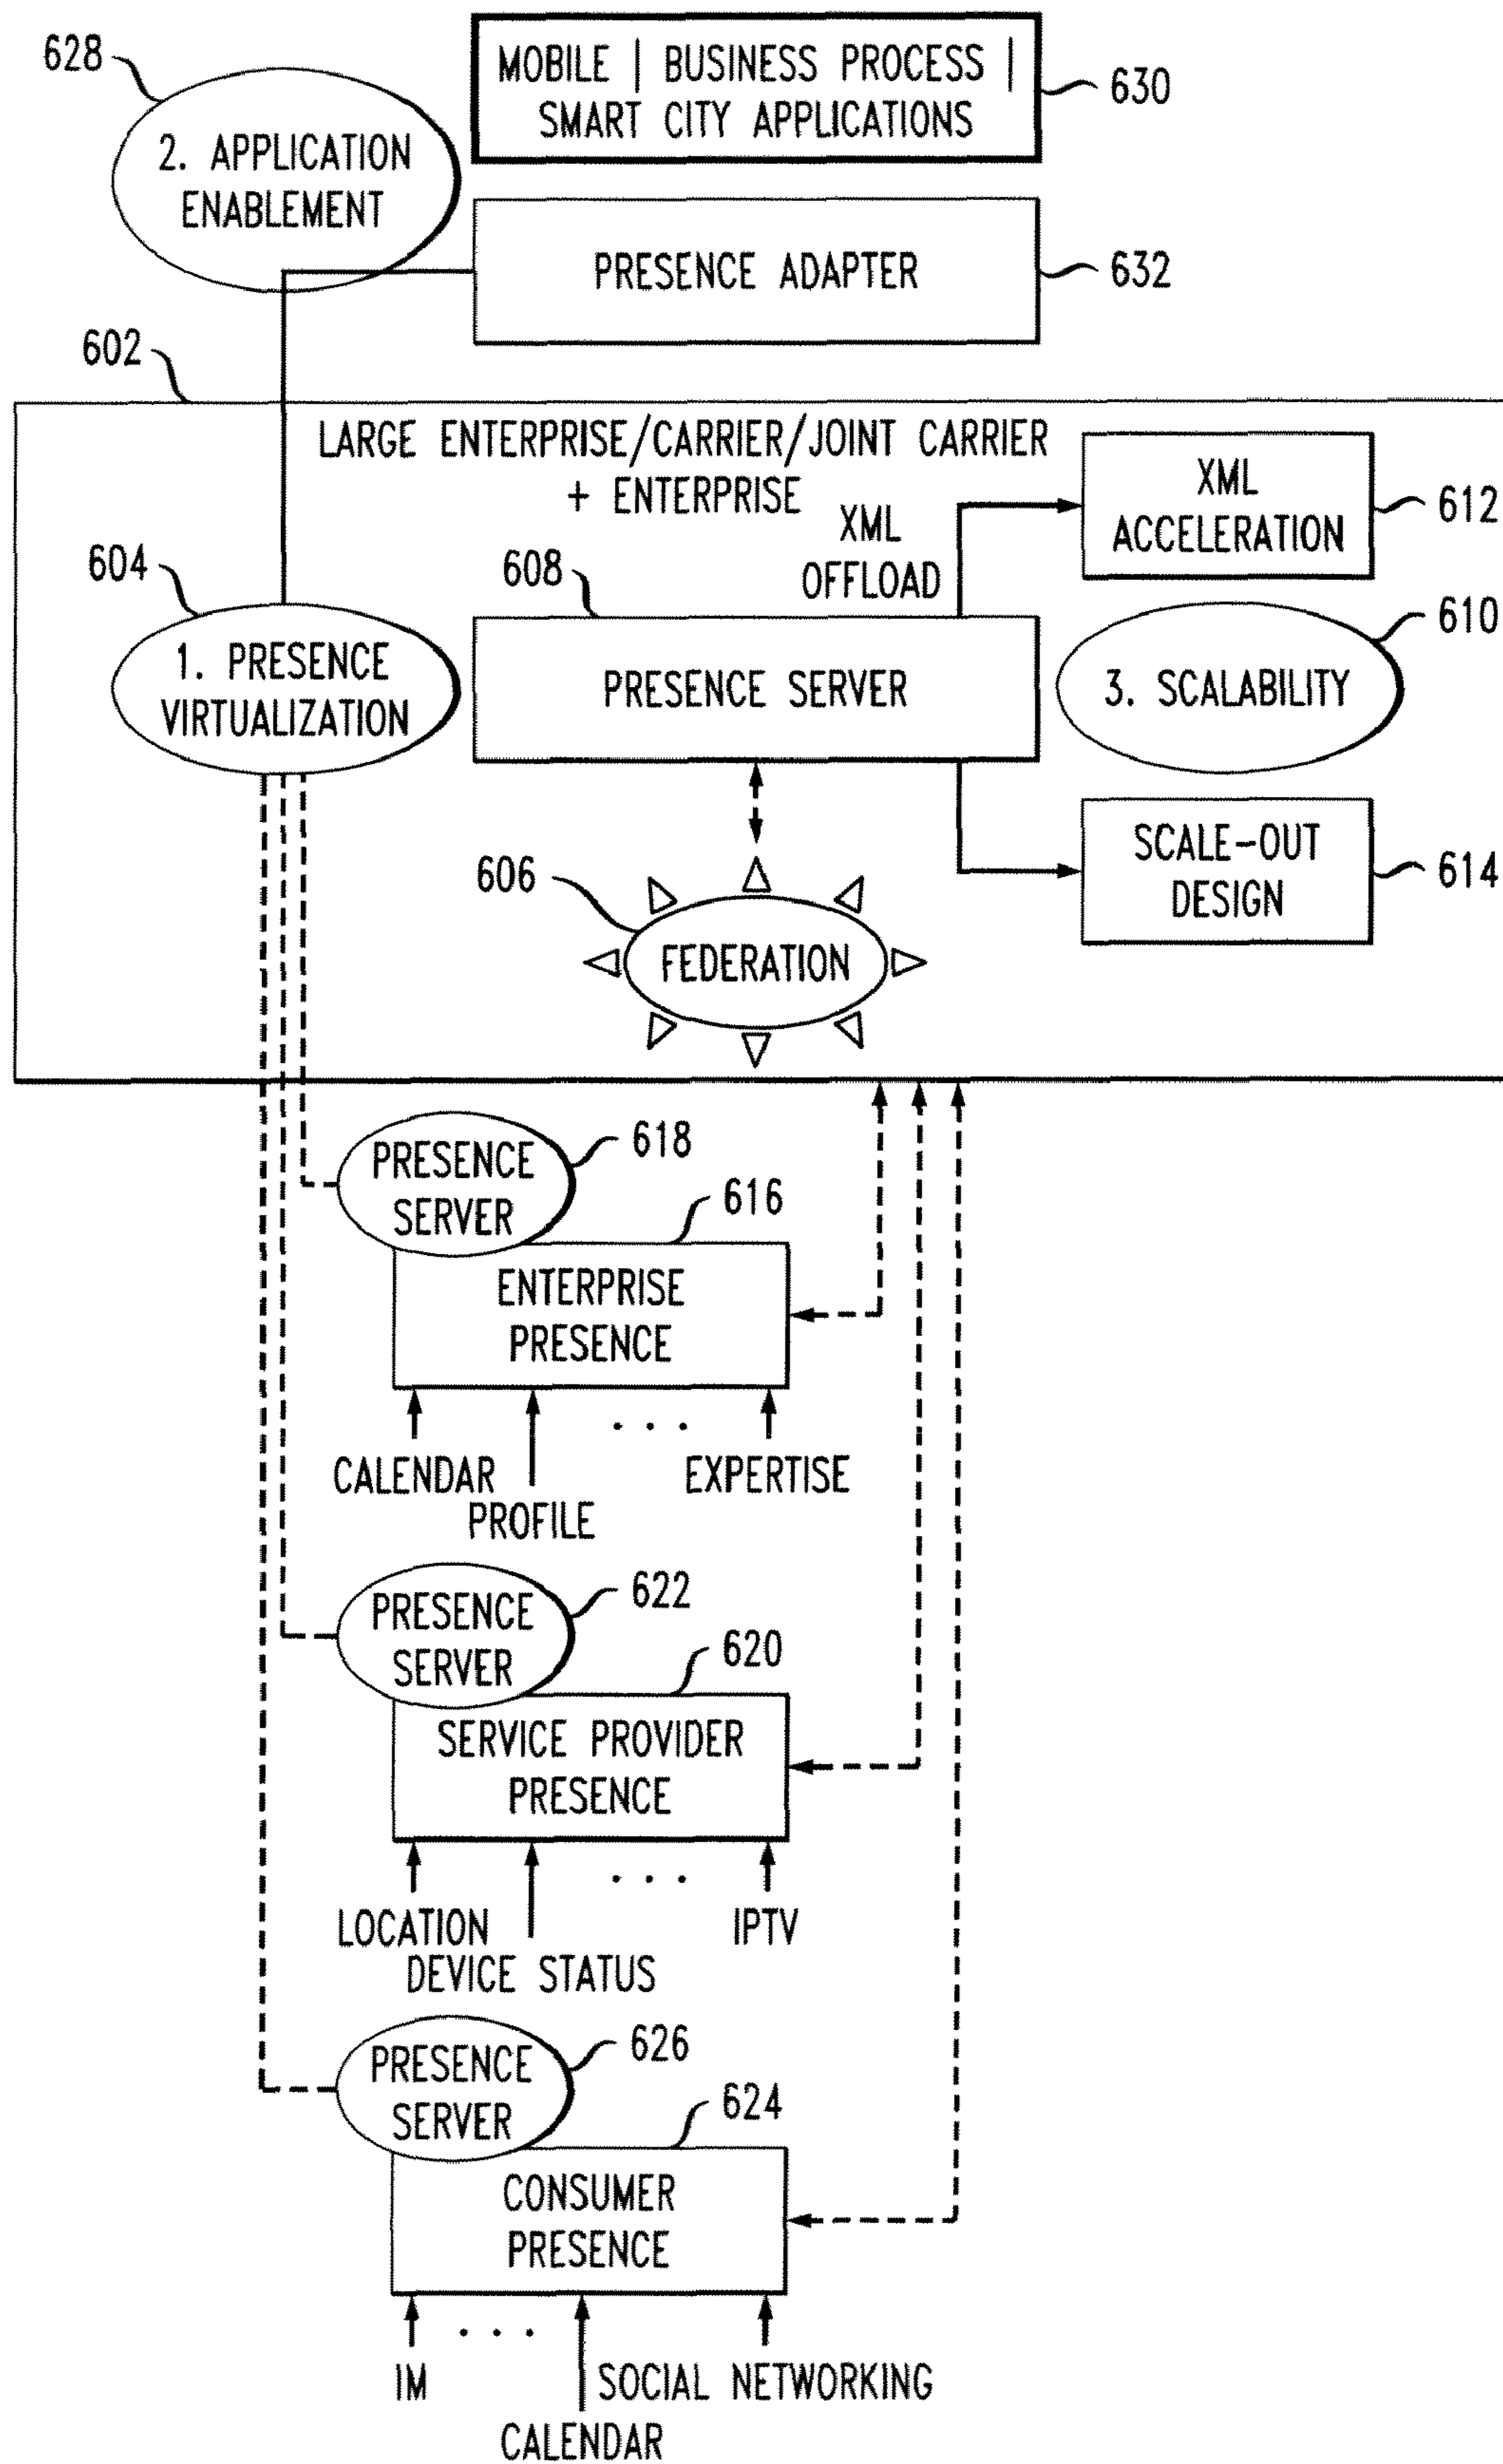 628
MOBILE | BUSINESS PROCESS |
SMART CITY APPLICATIONS
630
2. APPLICATION
ENABLEMENT
PRESENCE ADAPTER
632
602
LARGE ENTERPRISE/CARRIER/JOINT CARRIER
+ ENTERPRISE
XML
OFFLOAD
XML
ACCELERATION
612
604
608
610
1. PRESENCE
VIRTUALIZATION
PRESENCE SERVER
3. SCALABILITY
606
FEDERATION
SCALE-OUT
DESIGN
614
PRESENCE
SERVER
618
616
ENTERPRISE
PRESENCE
. . .
CALENDAR
EXPERTISE
PROFILE
PRESENCE
SERVER
622
620
SERVICE PROVIDER
PRESENCE
. . .
LOCATION
IPTV
DEVICE STATUS
PRESENCE
SERVER
626
624
CONSUMER
PRESENCE
. . .
IM
SOCIAL NETWORKING
CALENDAR